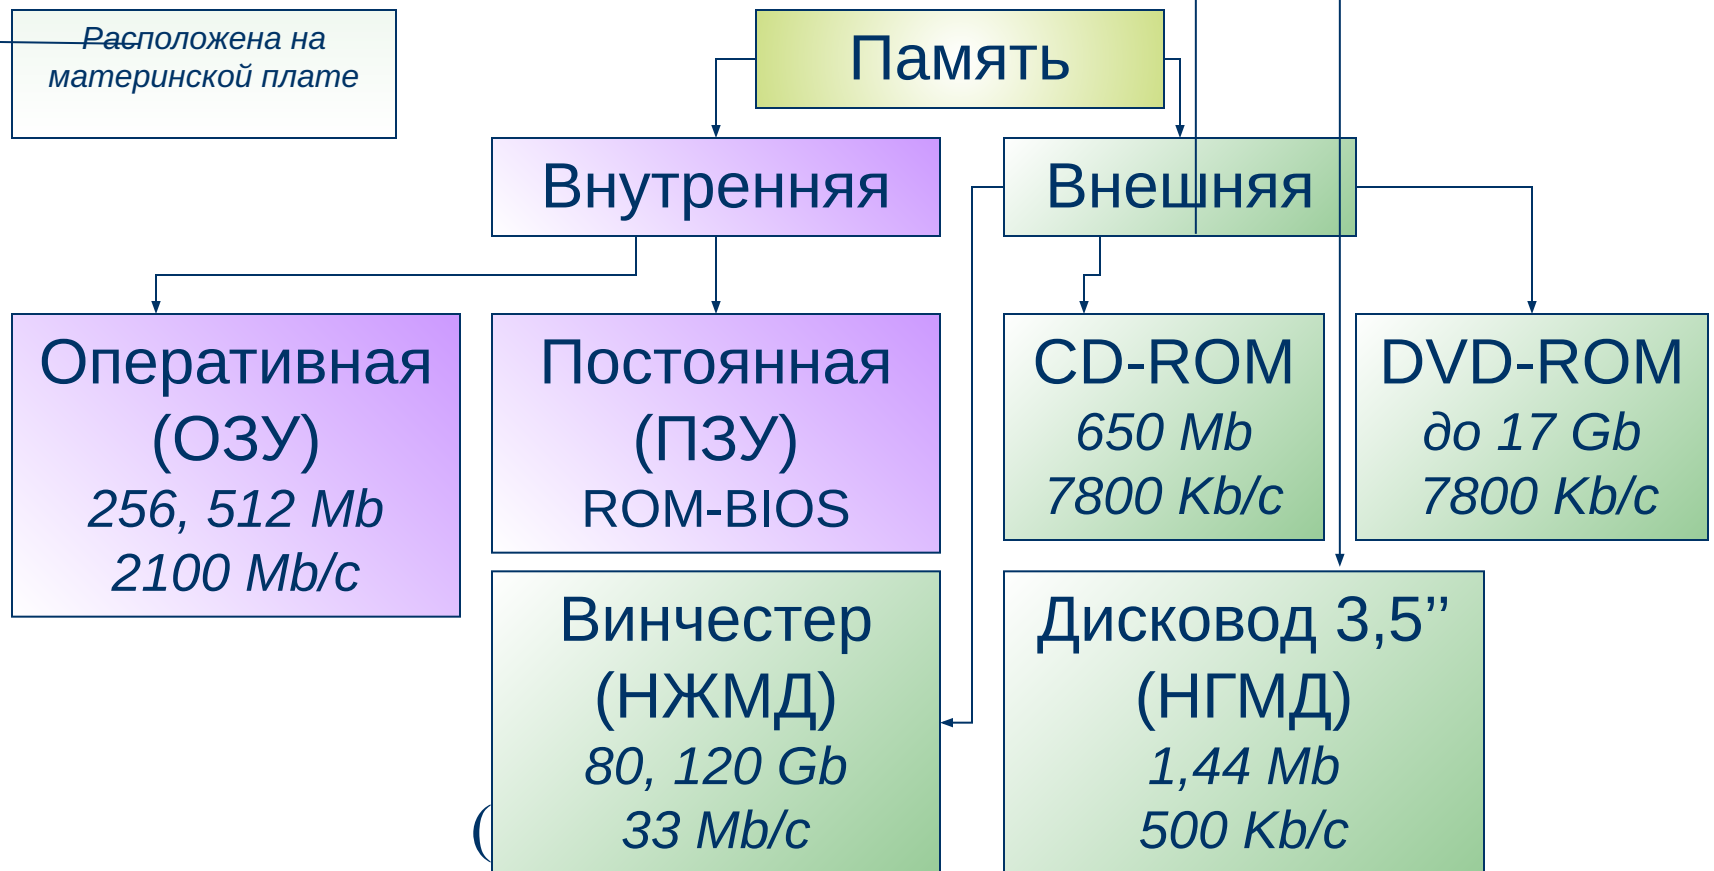 Расположена на
материнской плате
Память
Внутренняя
Внешняя
Оперативная
(ОЗУ)
256, 512 Mb
2100 Mb/c
Постоянная
(ПЗУ)
ROM-BIOS
CD-ROM
650 Mb
7800 Kb/c
DVD-ROM
до 17 Gb
7800 Kb/c
Винчестер
(НЖМД)
80, 120 Gb
33 Mb/c
Дисковод 3,5’’
(НГМД)
1,44 Mb
500 Kb/c
(